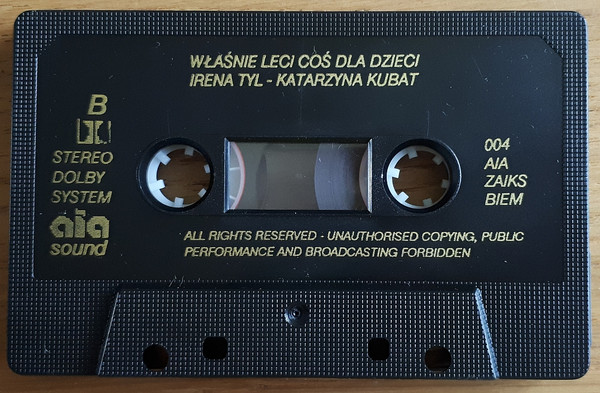 WŁAŚNIE LECI COŚ DLA DZIECI
IRENA TYL - KATARZYNA KUBAT
B
STEREO
DOLBY
SYSTEM
aia
sound
004
AIA
ZAIKS
BIEM
ALL RIGHTS RESERVED - UNAUTHORISED COPYING, PUBLIC
PERFORMANCE AND BROADCASTING FORBIDDEN